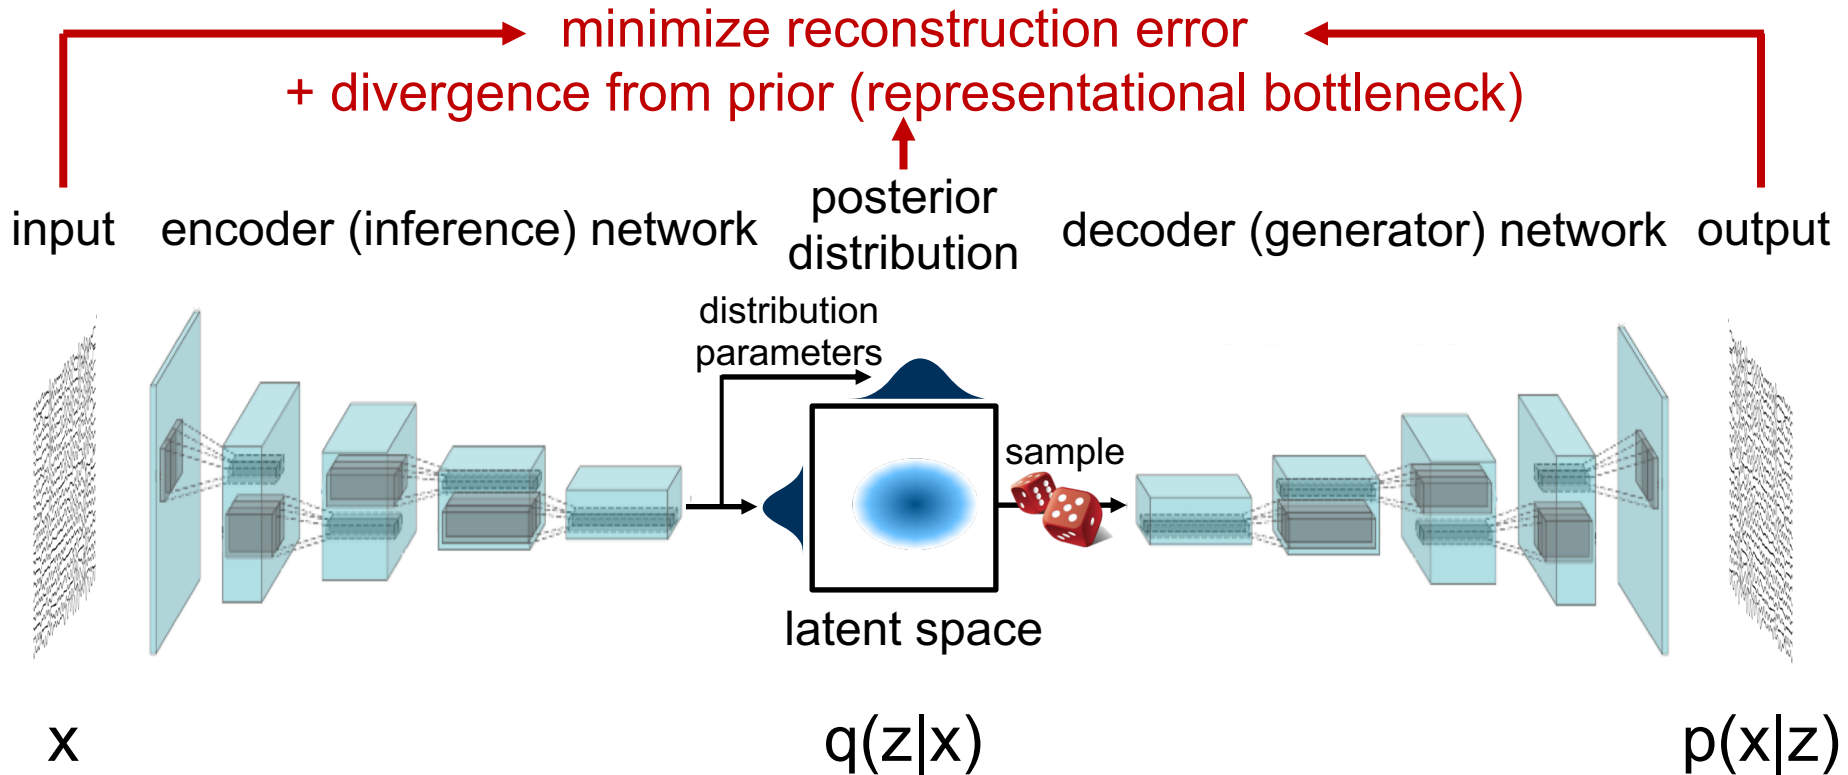 minimize reconstruction error
+ divergence from prior (representational bottleneck)
input
encoder (inference) network
posterior
distribution
decoder (generator) network
output
distribution
parameters
sample
latent space
x
q(z|x)
p(x|z)